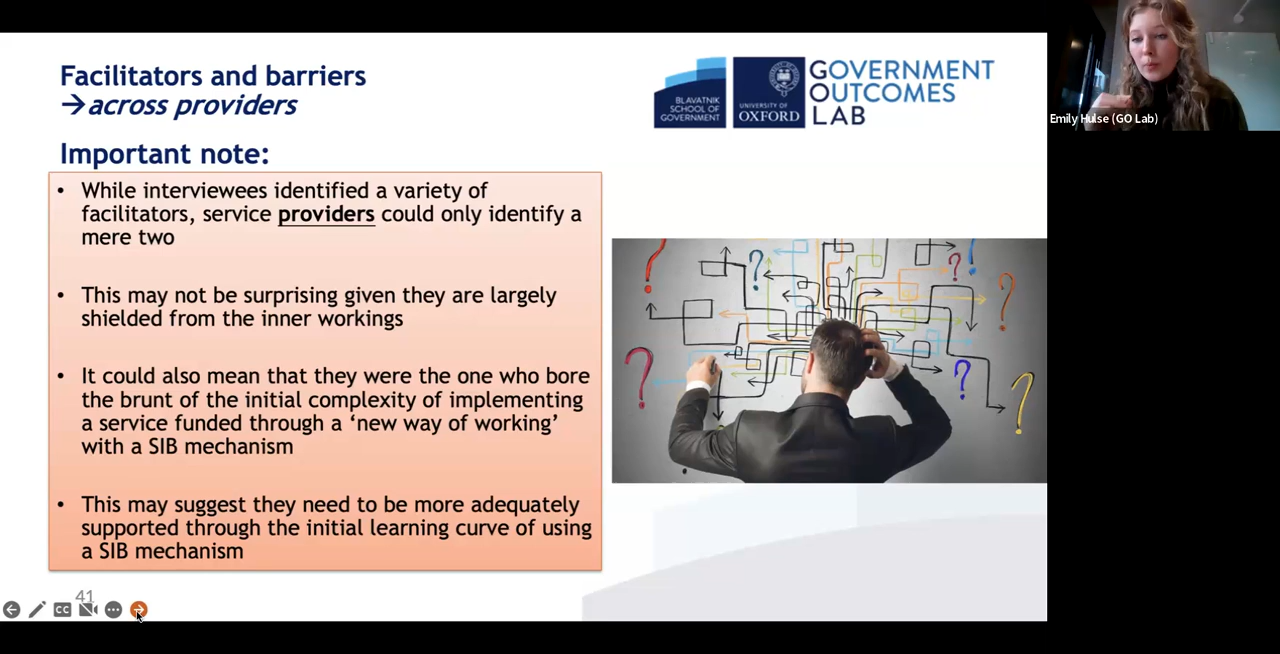 Facilitators and barriers
→across providers
Important note:
• While interviewees identified a variety of
facilitators, service providers could only identify a
mere two
• This may not be surprising given they are largely
shielded from the inner workings
• It could also mean that they were the one who bore
the brunt of the initial complexity of implementing
a service funded through a ‘new way of working’
with a SIB mechanism
• This may suggest they need to be more adequately
supported through the initial learning curve of using
a SIB mechanism
BLAVATNIK
SCHOOL OF
GOVERNMENT
UNIVERSITY OF
OXFORD
GOVERNMENT
OUTCOMES
LAB
? ? ? ? ? ? ? ?
Emily Hulse (GO Lab)
41
CC